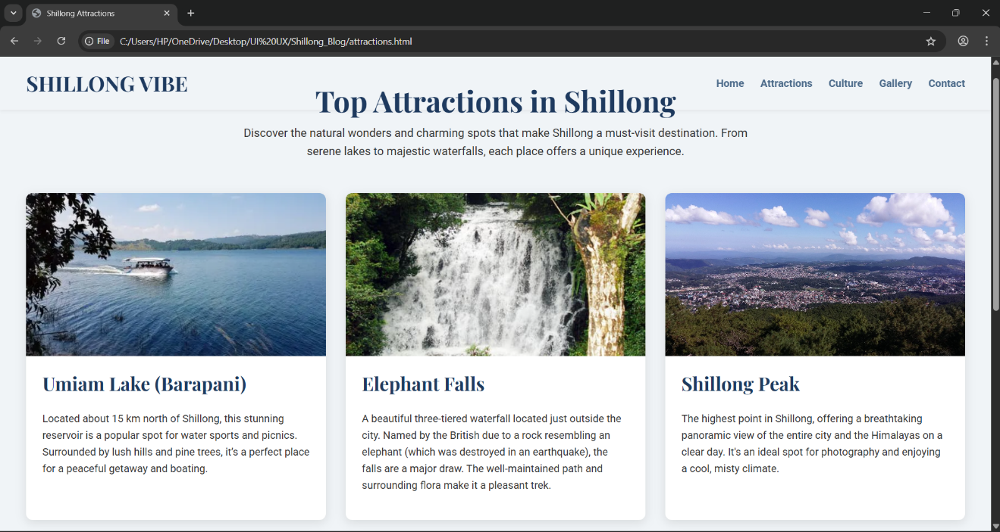 Shillong Attractions
File C:/Users/HP/OneDrive/Desktop/UI%20UX/Shillong_Blog/attractions.html
SHILLONG VIBE
Home Attractions Culture Gallery Contact
Top Attractions in Shillong
Discover the natural wonders and charming spots that make Shillong a must-visit destination. From
serene lakes to majestic waterfalls, each place offers a unique experience.
Umiam Lake (Barapani)
Located about 15 km north of Shillong, this stunning
reservoir is a popular spot for water sports and picnics.
Surrounded by lush hills and pine trees, it's a perfect place
for a peaceful getaway and boating.
Elephant Falls
A beautiful three-tiered waterfall located just outside the
city. Named by the British due to a rock resembling an
elephant (which was destroyed in an earthquake), the
falls are a major draw. The well-maintained path and
surrounding flora make it a pleasant trek.
Shillong Peak
The highest point in Shillong, offering a breathtaking
panoramic view of the entire city and the Himalayas on a
clear day. It's an ideal spot for photography and enjoying
a cool, misty climate.